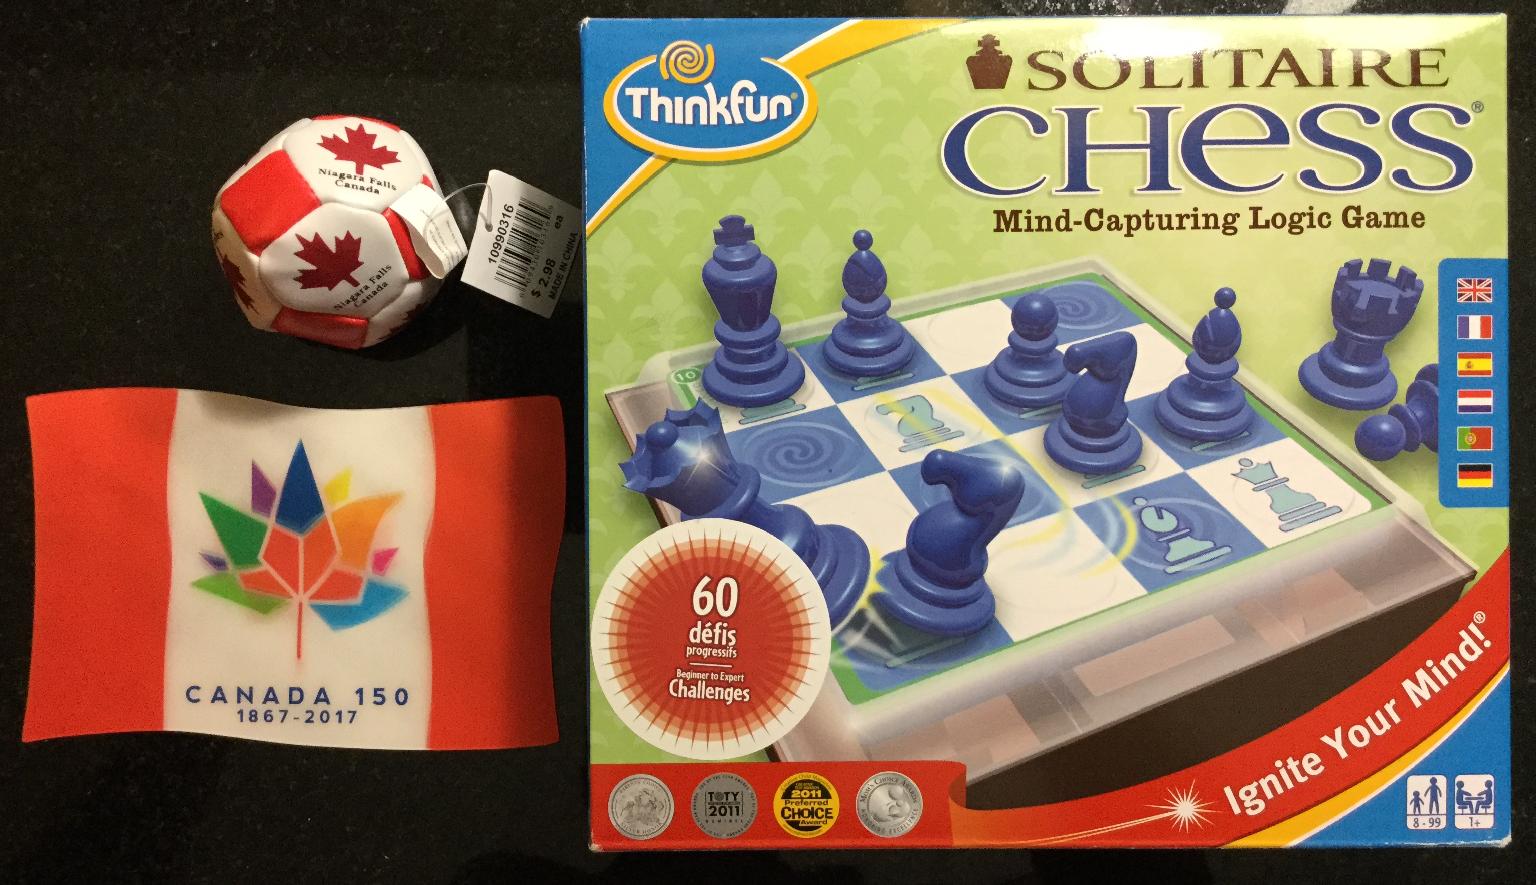 Niagara Falls
Canada
Niagara Falls
Canada
10990316
ea
$ 2.98
MADE IN CHINA
CANADA 150
1867-2017
ThinkFun®
SOLITAIRE
CHESS®
Mind-Capturing Logic Game
10
60
défis
progressifs
Beginner to Expert
Challenges
Ignite Your Mind!®
TOTY
2011
2011
Preferred
CHOICE
Award
8 - 99
1+